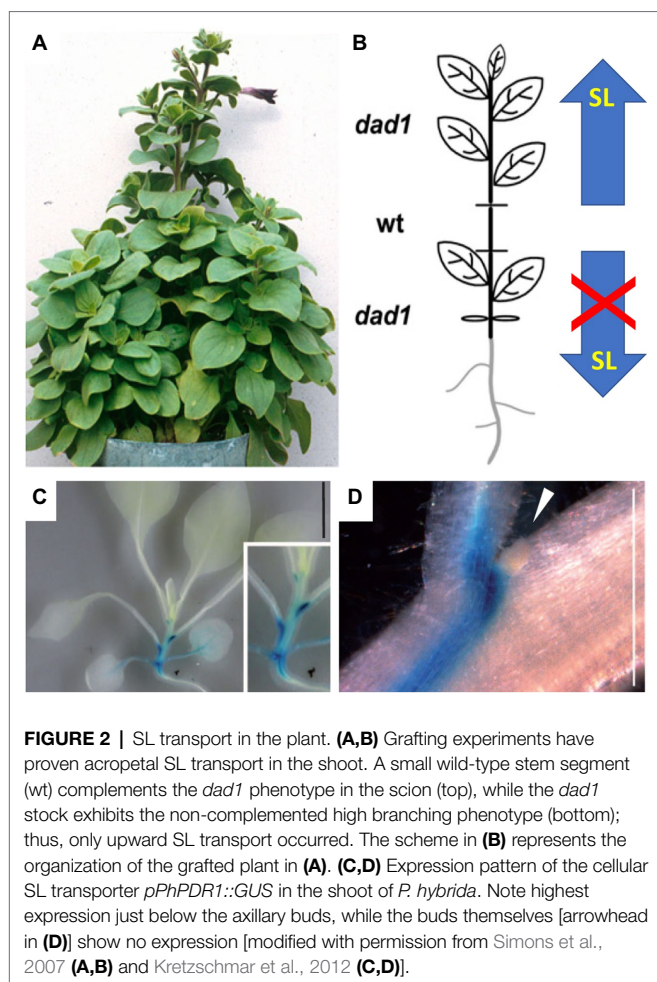 A
B
dad1
SL
wt
dad1
SL
C
D
FIGURE 2 | SL transport in the plant. (A,B) Grafting experiments have
proven acropetal SL transport in the shoot. A small wild-type stem segment
(wt) complements the dad1 phenotype in the scion (top), while the dad1
stock exhibits the non-complemented high branching phenotype (bottom);
thus, only upward SL transport occurred. The scheme in (B) represents the
organization of the grafted plant in (A). (C,D) Expression pattern of the cellular
SL transporter pPhPDR1::GUS in the shoot of P. hybrida. Note highest
expression just below the axillary buds, while the buds themselves [arrowhead
in (D)] show no expression [modified with permission from Simons et al.,
2007 (A,B) and Kretzschmar et al., 2012 (C,D)].